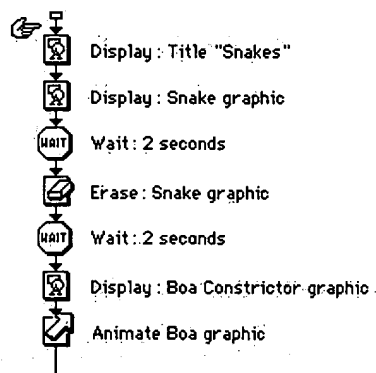 Display : Title "Snakes"
Display : Snake graphic
WAIT Wait : 2 seconds
Erase : Snake graphic
WAIT Wait : 2 seconds
Display : Boa Constrictor graphic
Animate Boa graphic